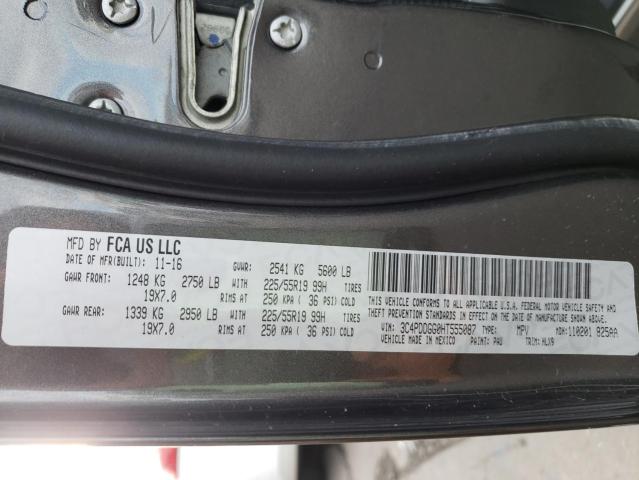 MFD BY FCA US LLC
DATE OF MFR(BUILT): 11-16 GVWR: 2541 KG 5600 LB
GAWR FRONT: 1248 KG 2750 LB 225/55R19 99H TIRES
19X7.0 RIMS AT 250 KPA ( 36 PSI) COLD
GAWR REAR: 1339 KG 2950 LB 225/55R19 99H TIRES
19X7.0 RIMS AT 250 KPA ( 36 PSI) COLD
THIS VEHICLE CONFORMS TO ALL APPLICABLE U.S.A. FEDERAL MOTOR VEHICLE SAFETY AND
THEFT PREVENTION STANDARDS IN EFFECT ON THE DATE OF MANUFACTURE SHOWN ABOVE.
VIN: 3C4PDDGG0HT555087 TYPE: MPV MDH: 110201 825AA
VEHICLE MADE IN MEXICO PAINT: PAU TRIM: HLX9